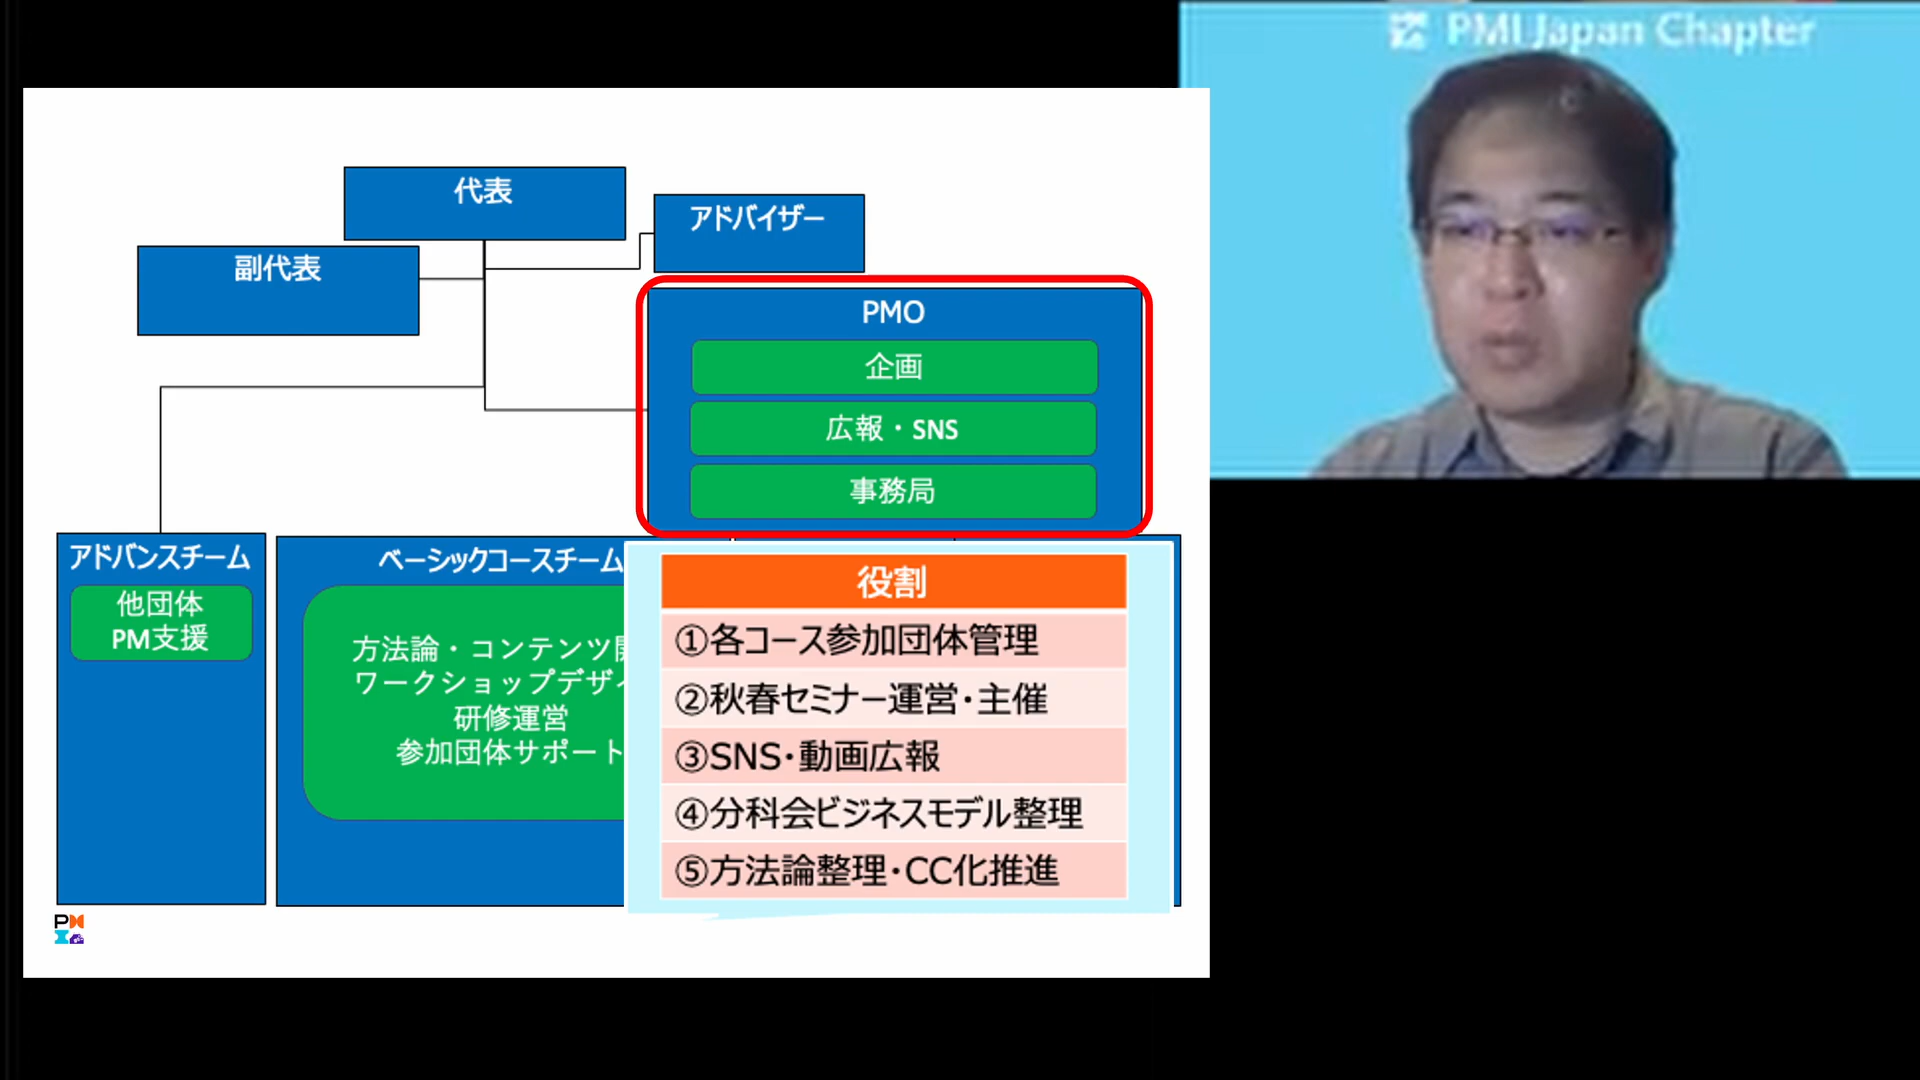 PMI Japan Chapter
代表
アドバイザー
副代表
PMO
企画
広報・SNS
事務局
アドバンスチーム
他団体
PM支援
ベーシックコースチーム
方法論・コンテンツ
ワークショップデザ
研修運営
参加団体サポート
役割
①各コース参加団体管理
②秋春セミナー運営・主催
③SNS・動画広報
④分科会ビジネスモデル整理
⑤方法論整理・CC化推進